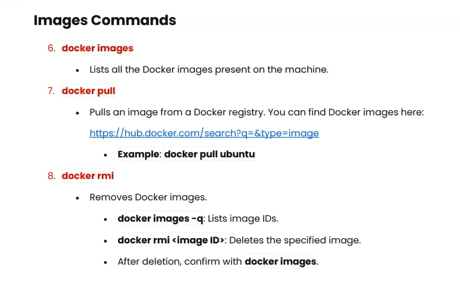 Images Commands
6. docker images
• Lists all the Docker images present on the machine.
7. docker pull
• Pulls an image from a Docker registry. You can find Docker images here:
https://hub.docker.com/search?q=&type=image
• Example: docker pull ubuntu
8. docker rmi
• Removes Docker images.
• docker images -q: Lists image IDs.
• docker rmi <image ID>: Deletes the specified image.
• After deletion, confirm with docker images.